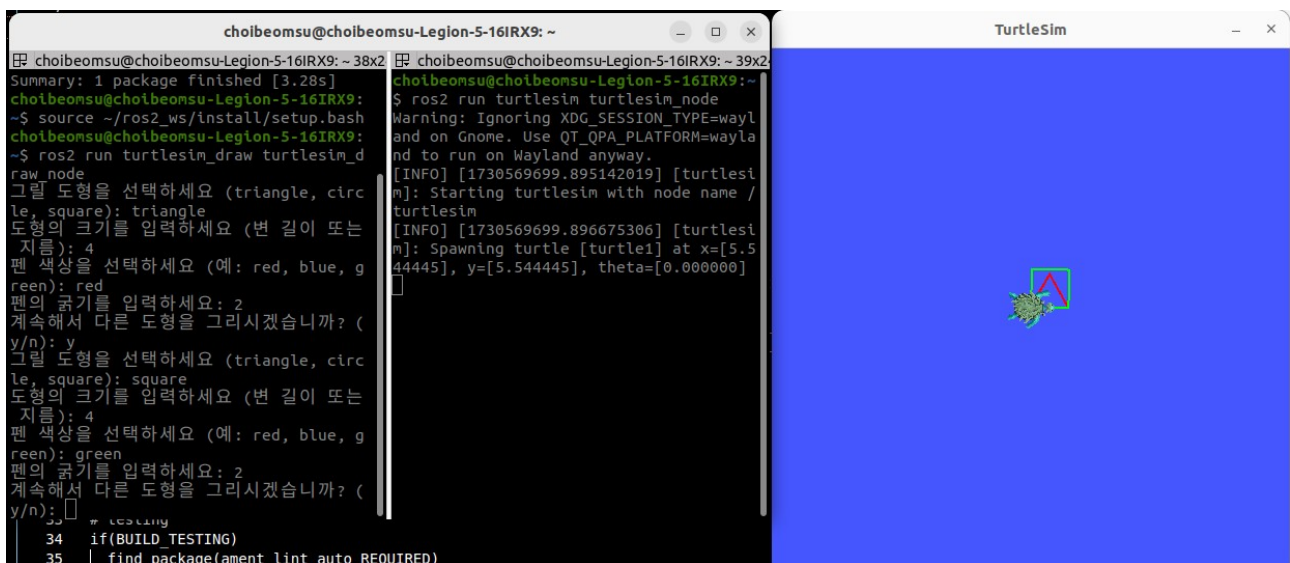 choibeomsu@choibeomsu-Legion-5-16IRX9: ~
choibeomsu@choibeomsu-Legion-5-16IRX9: ~ 38x2
Summary: 1 package finished [3.28s]
choibeomsu@choibeomsu-Legion-5-16IRX9:
~$ source ~/ros2_ws/install/setup.bash
choibeomsu@choibeomsu-Legion-5-16IRX9:
~$ ros2 run turtlesim_draw turtlesim_d
raw_node
그릴 도형을 선택하세요 (triangle, circ
le, square): triangle
도형의 크기를 입력하세요 (변 길이 또는
지름): 4
펜 색상을 선택하세요 (예: red, blue, g
reen): red
펜의 굵기를 입력하세요: 2
계속해서 다른 도형을 그리시겠습니까? (
y/n): y
그릴 도형을 선택하세요 (triangle, circ
le, square): square
도형의 크기를 입력하세요 (변 길이 또는
지름): 4
펜 색상을 선택하세요 (예: red, blue, g
reen): green
펜의 굵기를 입력하세요: 2
계속해서 다른 도형을 그리시겠습니까? (
y/n):
choibeomsu@choibeomsu-Legion-5-16IRX9: ~ 39x2
choibeomsu@choibeomsu-Legion-5-16IRX9:~
$ ros2 run turtlesim turtlesim_node
Warning: Ignoring XDG_SESSION_TYPE=wayl
and on Gnome. Use QT_QPA_PLATFORM=wayla
nd to run on Wayland anyway.
[INFO] [1730569699.895142019] [turtlesi
m]: Starting turtlesim with node name /
turtlesim
[INFO] [1730569699.896675306] [turtlesi
m]: Spawning turtle [turtle1] at x=[5.5
44445], y=[5.544445], theta=[0.000000]
33 # testing
34 if(BUILD_TESTING)
35 find_package(ament_lint_auto REQUIRED)
TurtleSim